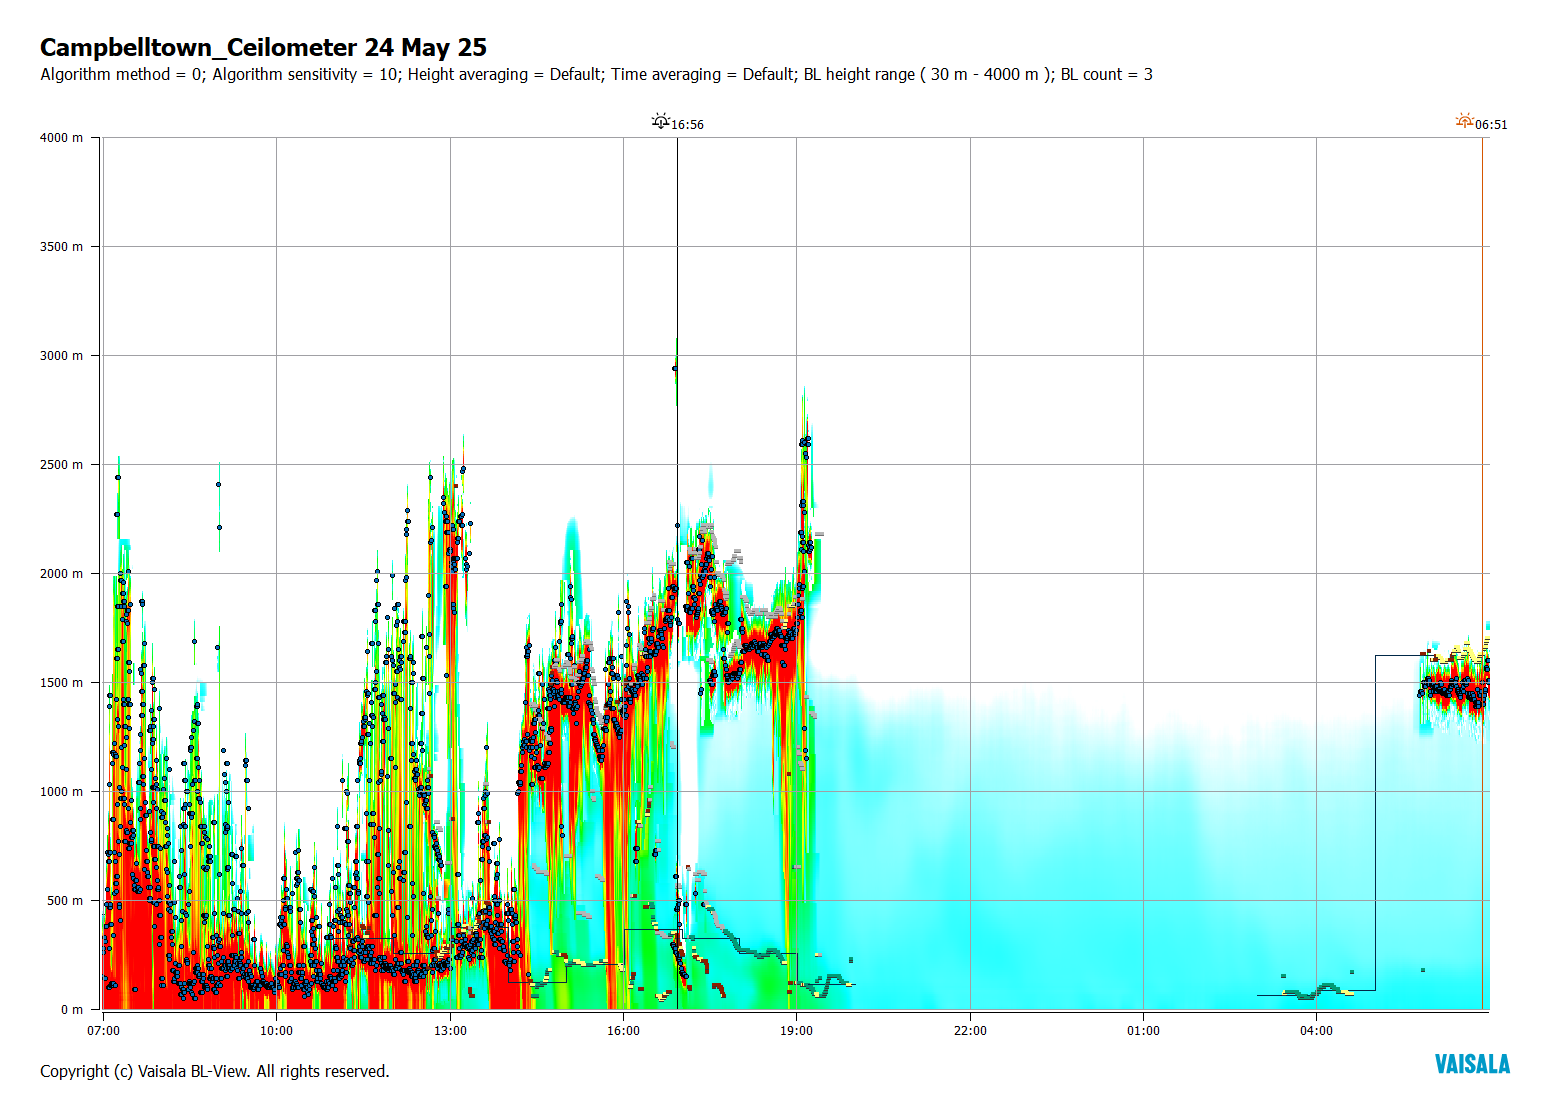 Campbelltown_Ceilometer 24 May 25
Algorithm method = 0; Algorithm sensitivity = 10; Height averaging = Default; Time averaging = Default; BL height range ( 30 m - 4000 m ); BL count = 3
16:56
06:51
4000 m
3500 m
3000 m
2500 m
2000 m
1500 m
1000 m
500 m
0 m
07:00
10:00
13:00
16:00
19:00
22:00
01:00
04:00
Copyright (c) Vaisala BL-View. All rights reserved.
VAISALA